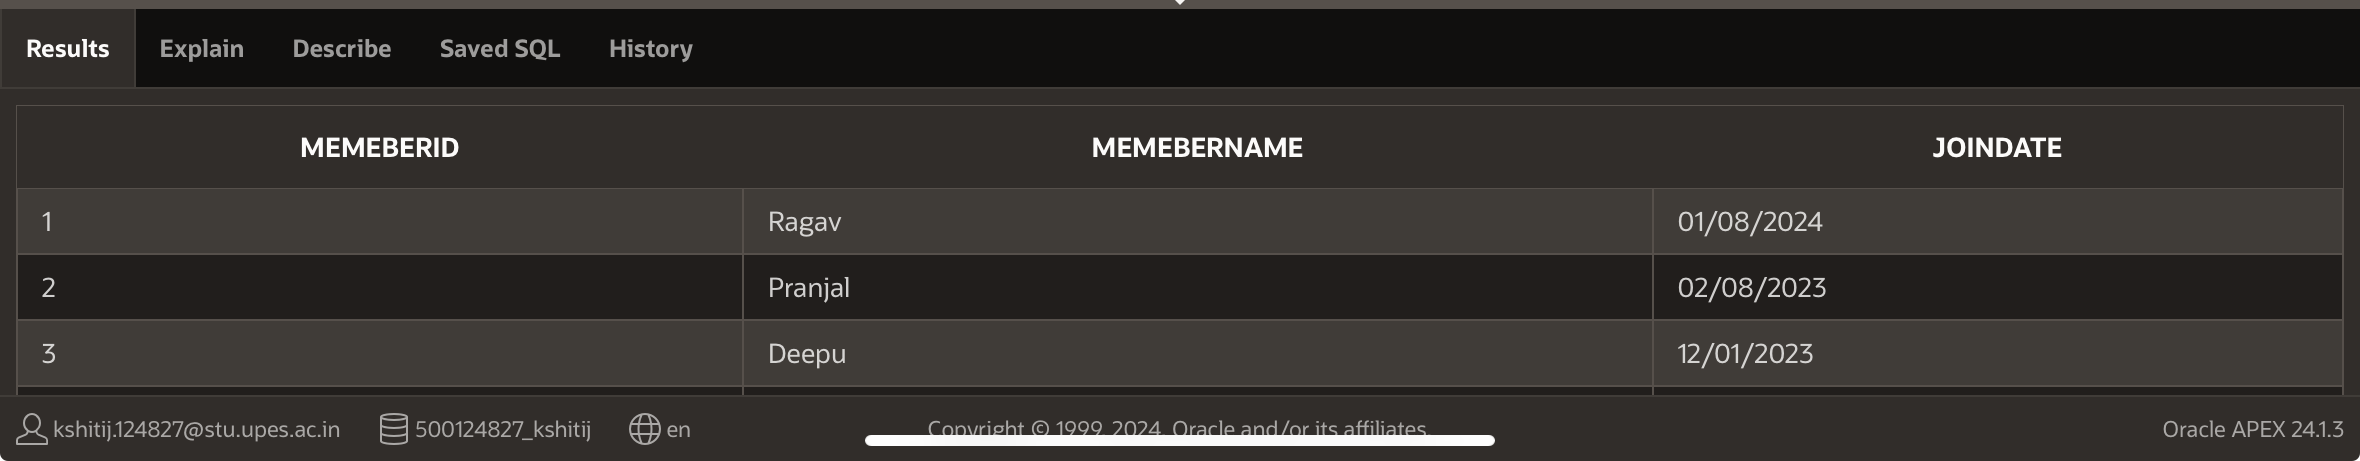 Results Explain Describe Saved SQL History
MEMEBERID MEMEBERNAME JOINDATE
1 Ragav 01/08/2024
2 Pranjal 02/08/2023
3 Deepu 12/01/2023
kshitij.124827@stu.upes.ac.in 500124827_kshitij en Copyright © 1999, 2024, Oracle and/or its affiliates. Oracle APEX 24.1.3